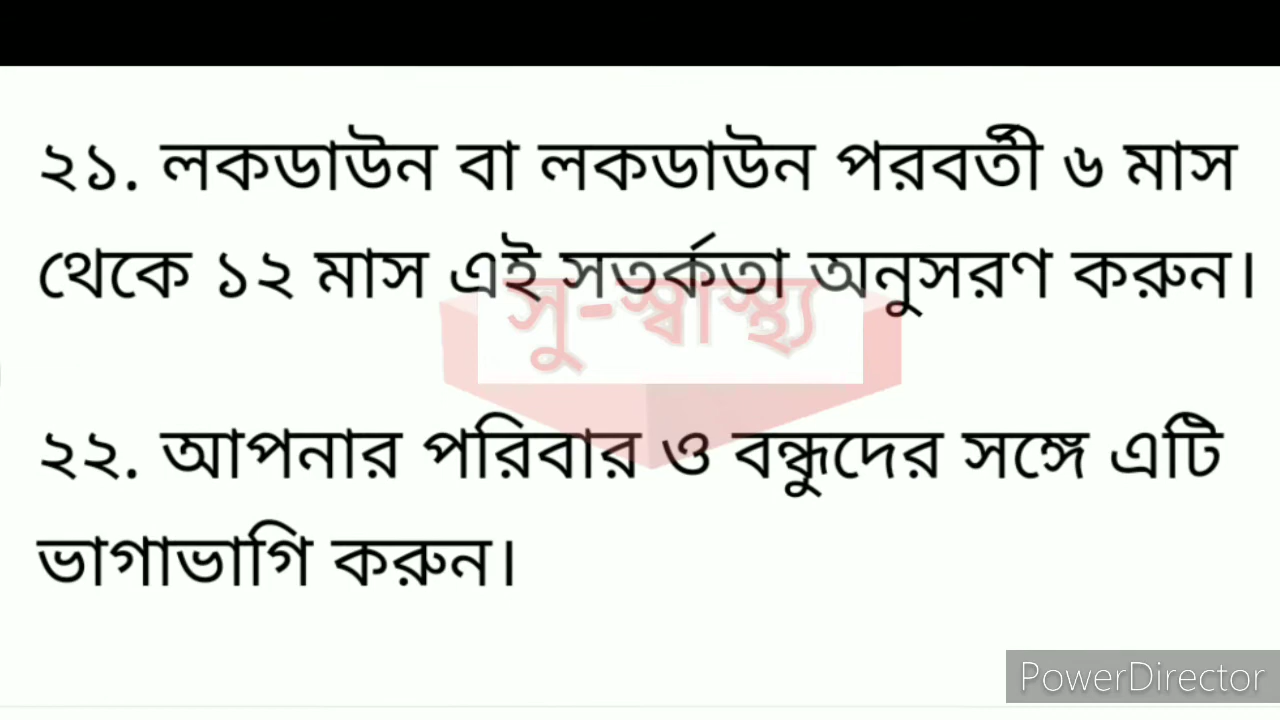 ২১. লকডাউন বা লকডাউন পরবর্তী ৬ মাস
থেকে ১২ মাস এই সতর্কতা অনুসরণ করুন।
সু-স্বাস্থ্য
২২. আপনার পরিবার ও বন্ধুদের সঙ্গে এটি
ভাগাভাগি করুন।
PowerDirector